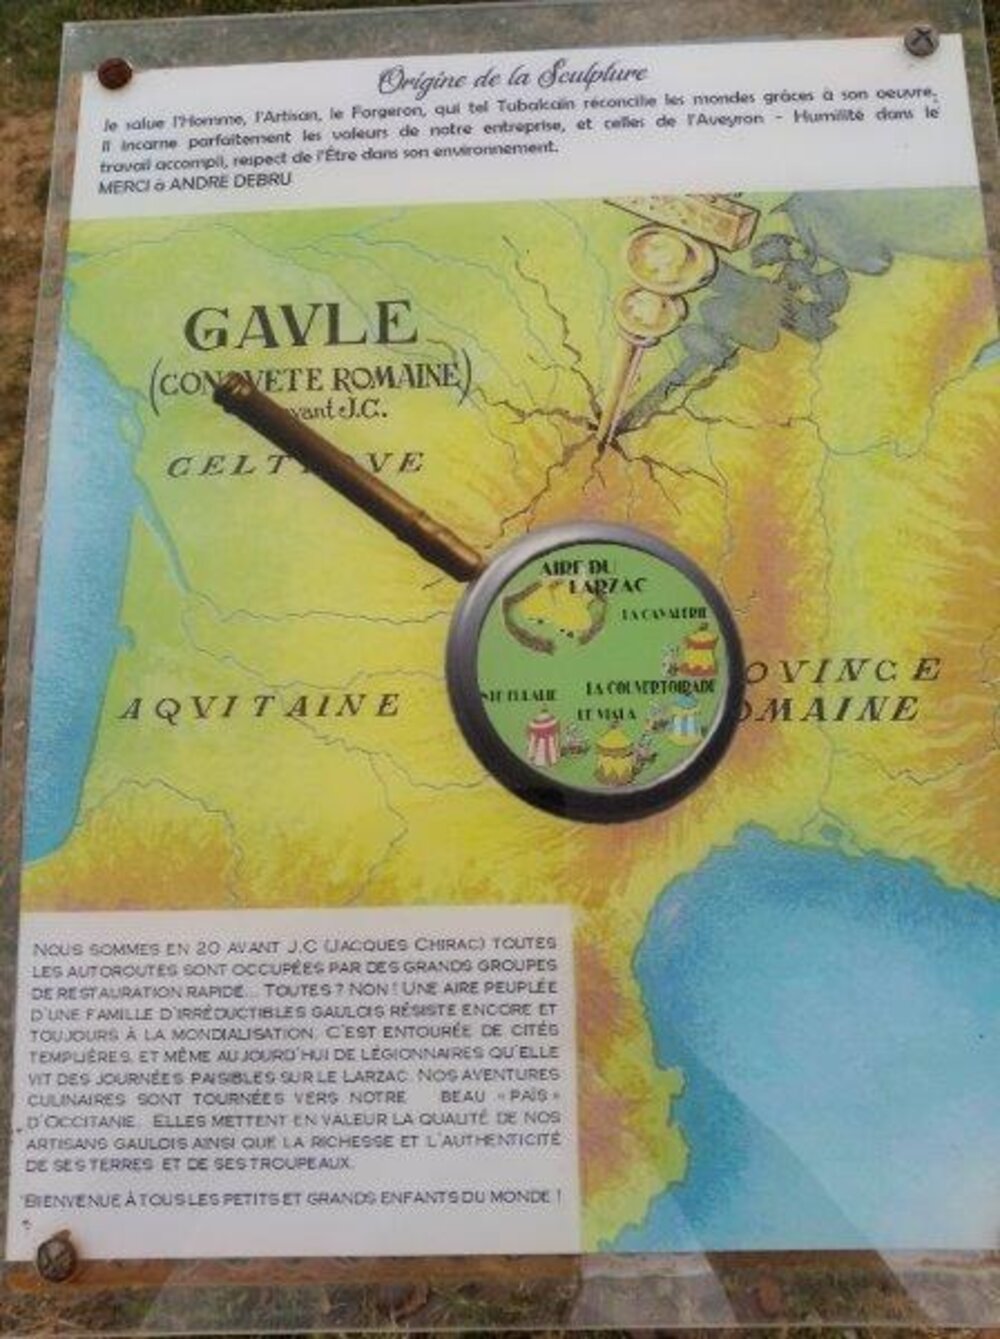 Origine de la Sculpture
Je salue l'Homme, l'Artisan, le Forgeron, qui tel Tubalcaïn réconcilie les mondes grâces à son oeuvre.
Il incarne parfaitement les valeurs de notre entreprise, et celles de l'Aveyron - Humilité dans le
travail accompli, respect de l'Être dans son environnement.
MERCI à ANDRE DEBRU
GAVLE
(CONQVETE ROMAINE)
avant J.C.
CELTIQVE
AIRE DU
LARZAC
LA CAVALERIE
STE EULALIE
LA COUVERTOIRADE
LE VIALA
AQVITAINE
OVINCE
OMAINE
NOUS SOMMES EN 20 AVANT J.C (JACQUES CHIRAC) TOUTES
LES AUTOROUTES SONT OCCUPÉES PAR DES GRANDS GROUPES
DE RESTAURATION RAPIDE... TOUTES ? NON ! UNE AIRE PEUPLÉE
D'UNE FAMILLE D'IRRÉDUCTIBLES GAULOIS RÉSISTE ENCORE ET
TOUJOURS À LA MONDIALISATION. C'EST ENTOURÉE DE CITÉS
TEMPLIÈRES, ET MÊME AUJOURD'HUI DE LÉGIONNAIRES QU'ELLE
VIT DES JOURNÉES PAISIBLES SUR LE LARZAC. NOS AVENTURES
CULINAIRES SONT TOURNÉES VERS NOTRE BEAU « PAÏS »
D'OCCITANIE. ELLES METTENT EN VALEUR LA QUALITÉ DE NOS
ARTISANS GAULOIS AINSI QUE LA RICHESSE ET L'AUTHENTICITÉ
DE SES TERRES ET DE SES TROUPEAUX.
BIENVENUE À TOUS LES PETITS ET GRANDS ENFANTS DU MONDE !